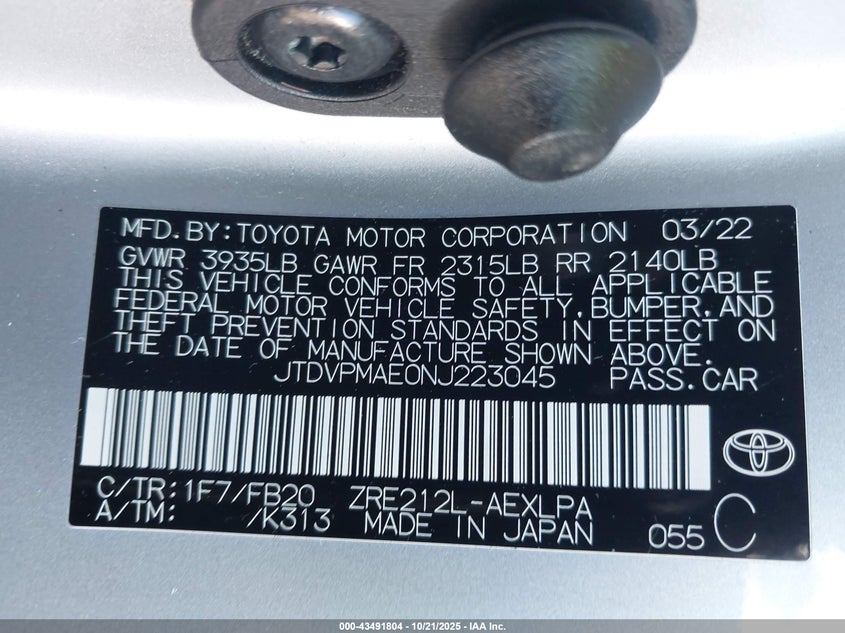 MFD.BY:TOYOTA MOTOR CORPORATION 03/22
GVWR 3935LB GAWR FR 2315LB RR 2140LB
THIS VEHICLE CONFORMS TO ALL APPLICABLE
FEDERAL MOTOR VEHICLE SAFETY,BUMPER,AND
THEFT PREVENTION STANDARDS IN EFFECT ON
THE DATE OF MANUFACTURE SHOWN ABOVE.
JTDVPMAE0NJ223045 PASS.CAR
C/TR:1F7/FB20 ZRE212L-AEXLPA
A/TM: /K313 MADE IN JAPAN 055 C
000-43491804 / 10/21/2025 - IAA Inc.